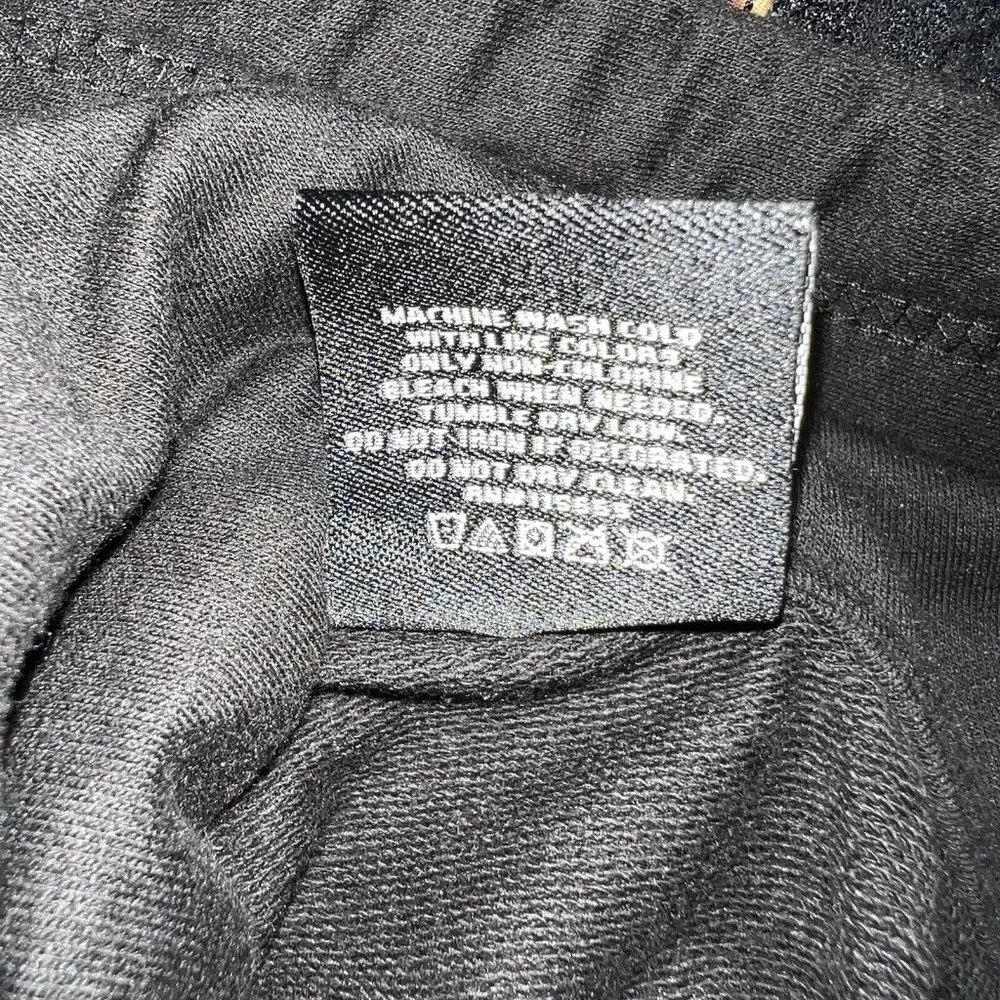 MACHINE WASH COLD
WITH LIKE COLORS,
ONLY NON-CHLORINE
BLEACH WHEN NEEDED,
TUMBLE DRY LOW.
DO NOT IRON IF DECORATED,
DO NOT DRY CLEAN.